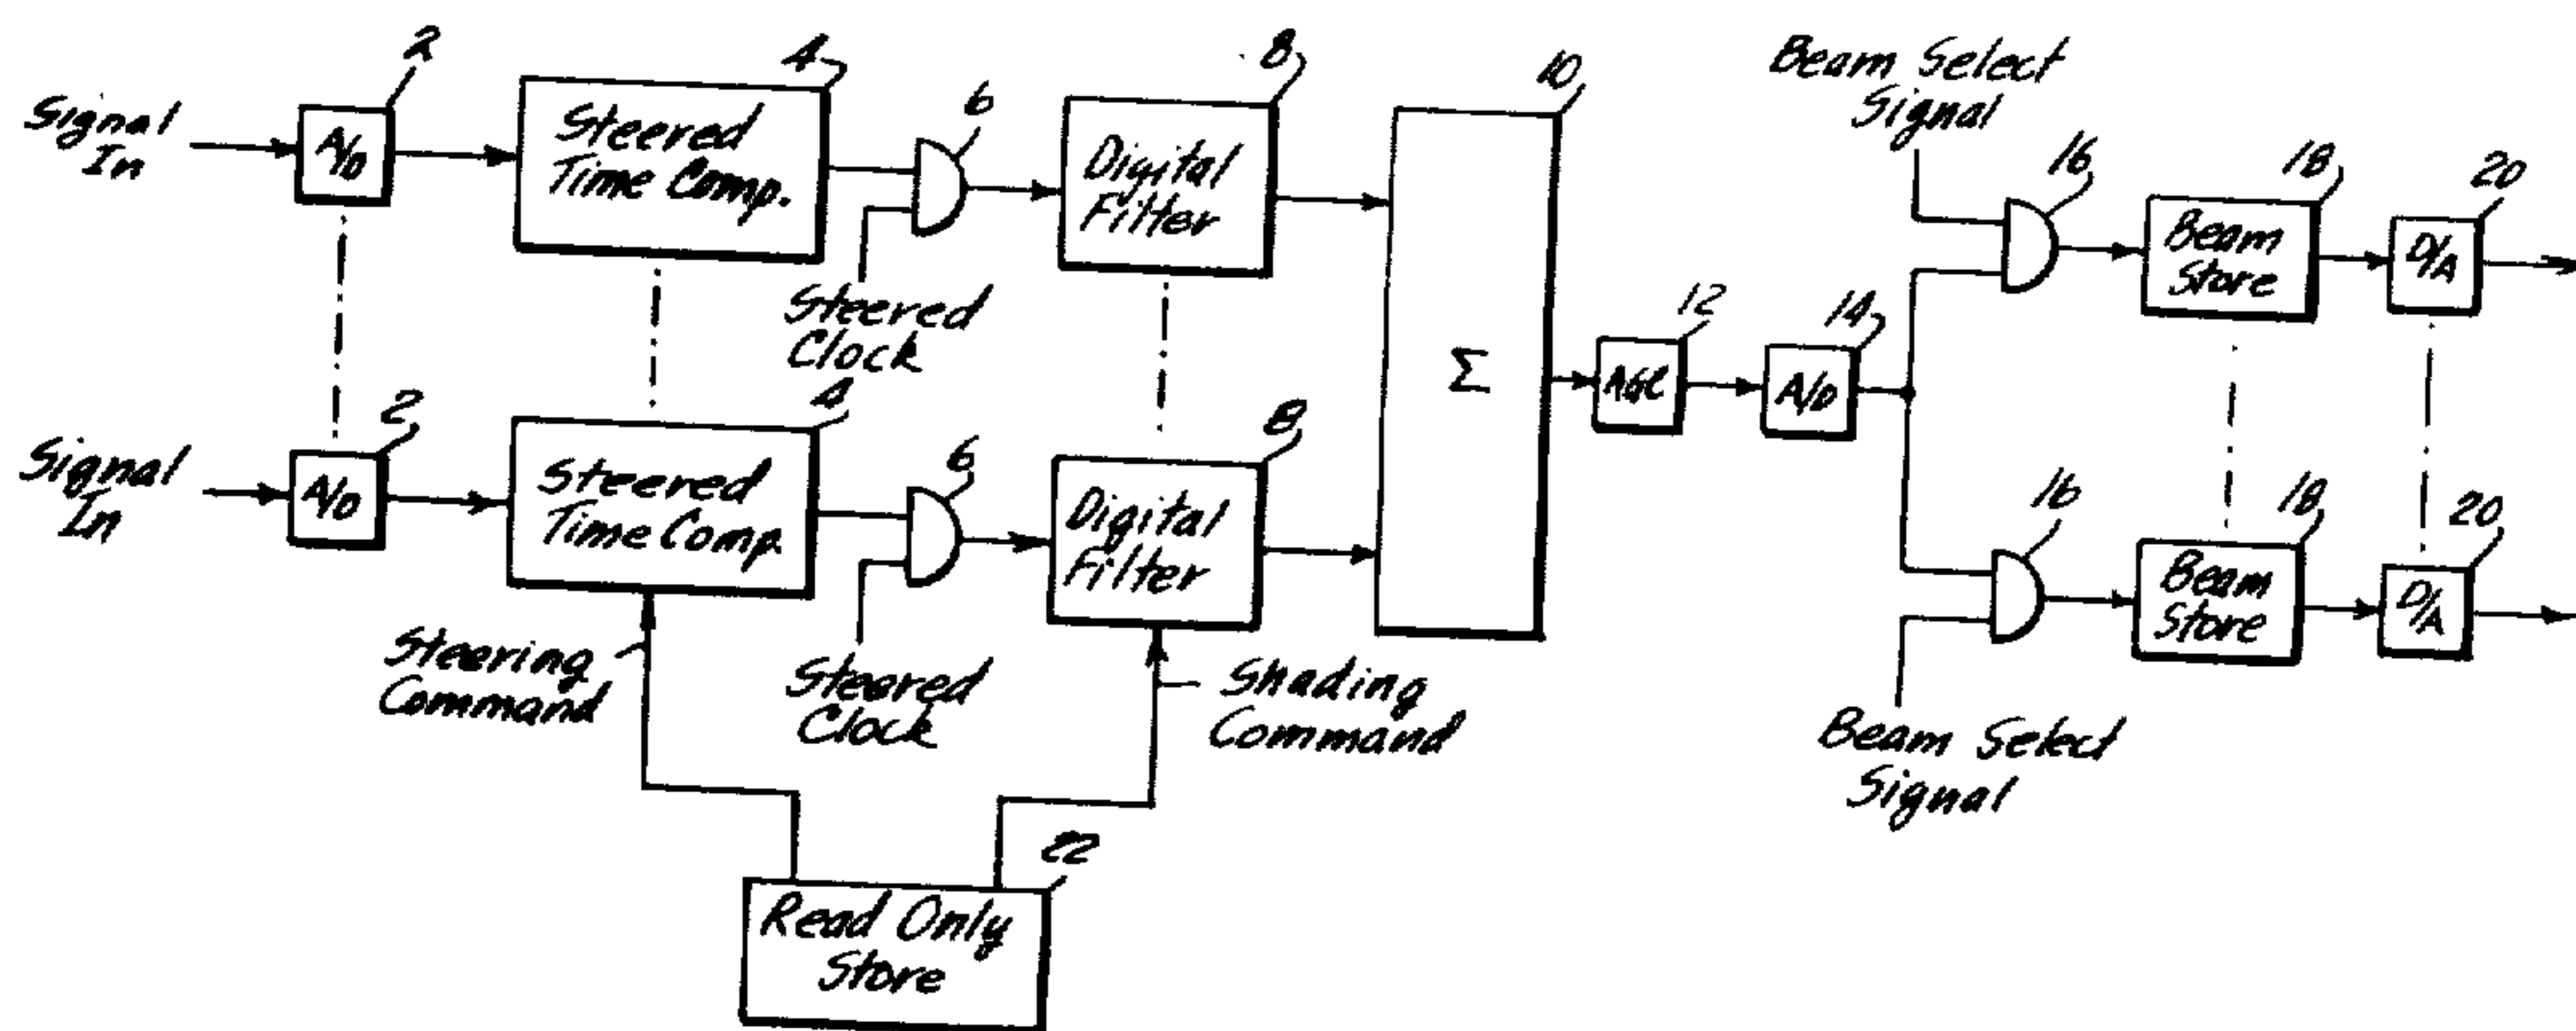 2
4
8
10
Beam Select
Signal
Signal
In
A/D
Steered
Time Comp.
6
Digital
Filter
16
18
20
Beam
Store
D/A
Steered
Clock
12
14
Σ
AGC
A/D
2
4
8
Signal
In
A/D
Steered
Time Comp.
6
Digital
Filter
16
18
20
Beam
Store
D/A
Steering
Command
Steered
Clock
Shading
Command
Beam Select
Signal
22
Read Only
Store